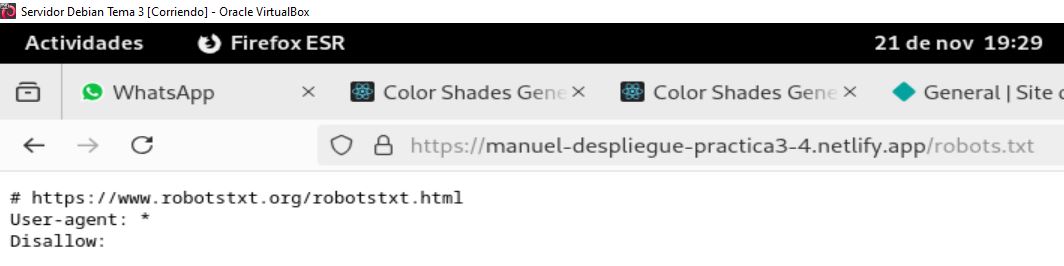 Servidor Debian Tema 3 [Corriendo] - Oracle VirtualBox
Actividades Firefox ESR 21 de nov 19:29
WhatsApp Color Shades Gene Color Shades Gene General | Site
https://manuel-despliegue-practica3-4.netlify.app/robots.txt
# https://www.robotstxt.org/robotstxt.html
User-agent: *
Disallow: